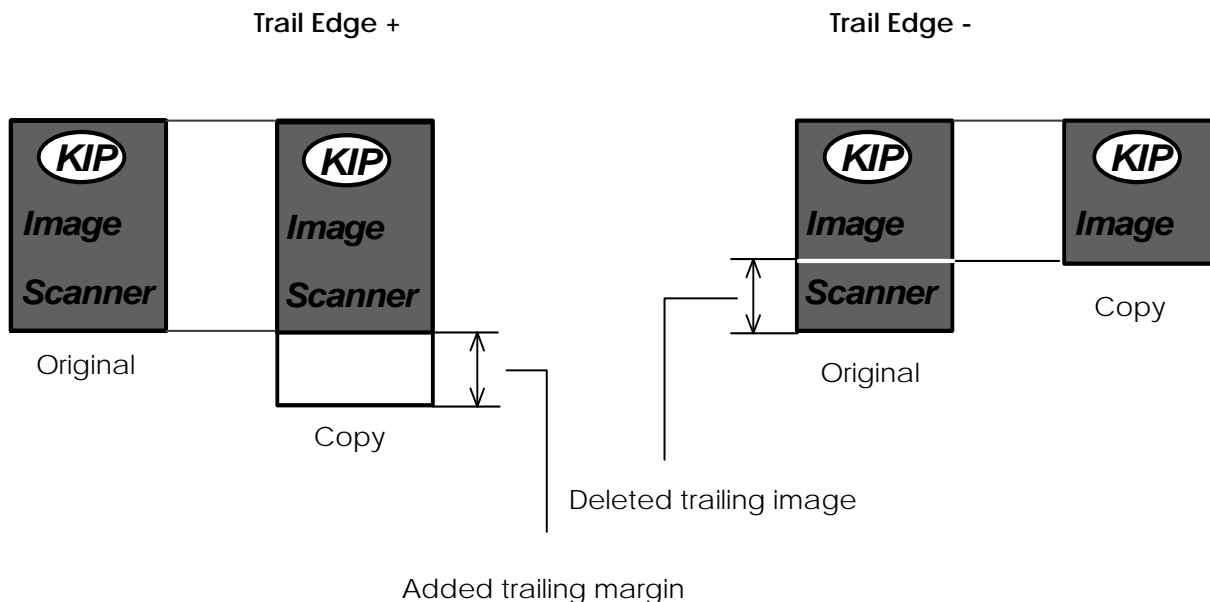 Trail Edge +
Trail Edge -
KIP
Image
Scanner
Original
KIP
Image
Scanner
Copy
KIP
Image
Scanner
Original
KIP
Image
Copy
Deleted trailing image
Added trailing margin